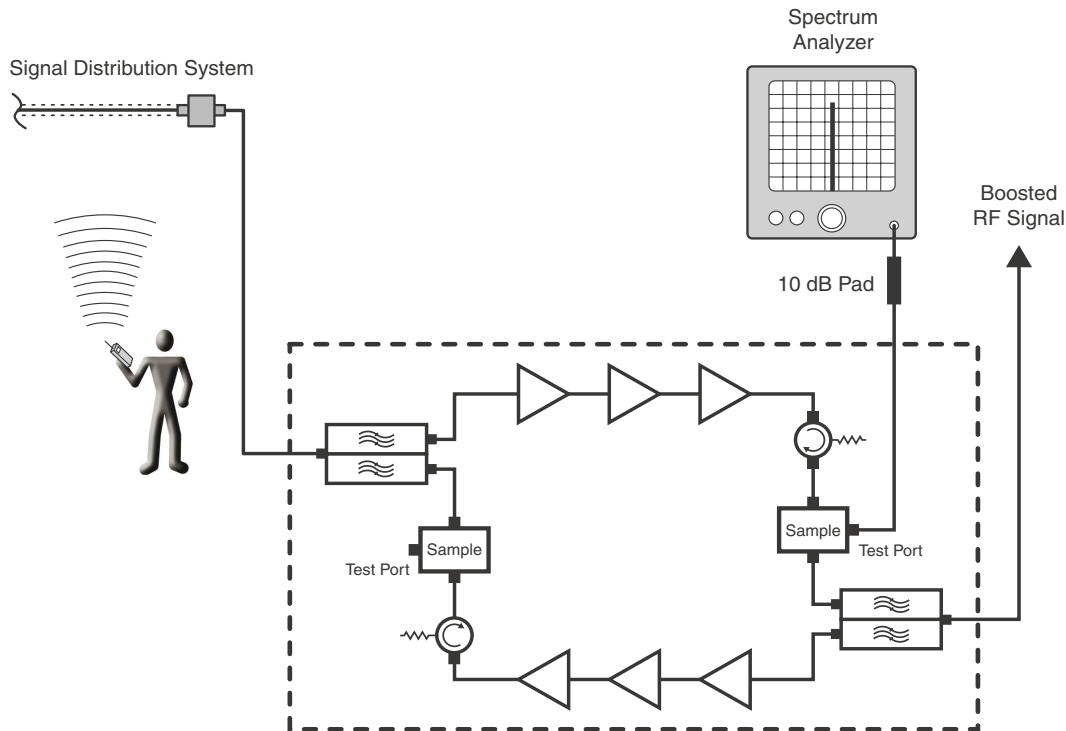 Spectrum
Analyzer
Signal Distribution System
Boosted
RF Signal
10 dB Pad
Sample
Test Port
Sample
Test Port